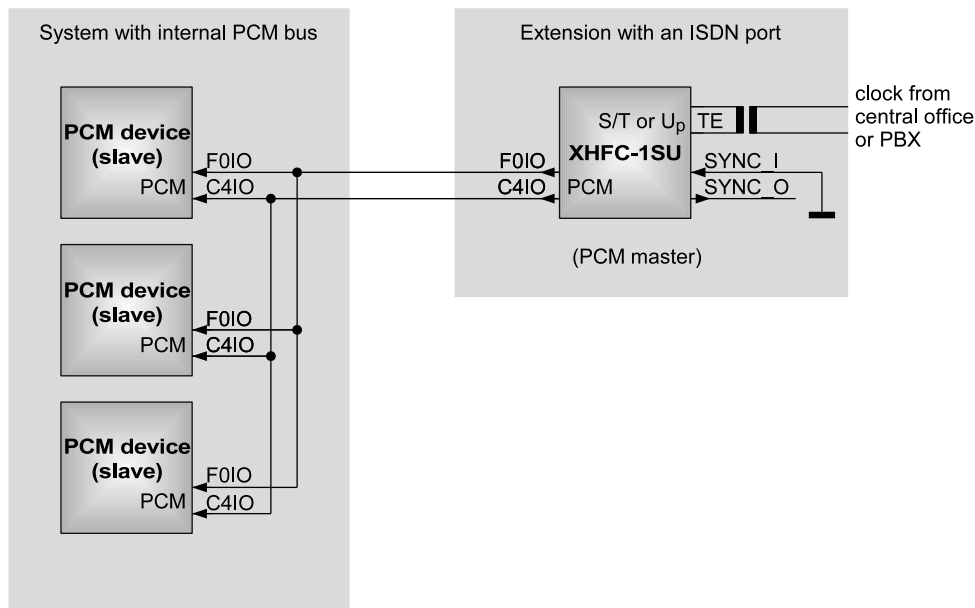 System with internal PCM bus
PCM device
(slave)
F0IO
PCM
C4IO
PCM device
(slave)
F0IO
PCM
C4IO
PCM device
(slave)
F0IO
PCM
C4IO
Extension with an ISDN port
S/T or Up
TE
XHFC-1SU
F0IO
C4IO
PCM
SYNC_I
SYNC_O
(PCM master)
clock from
central office
or PBX